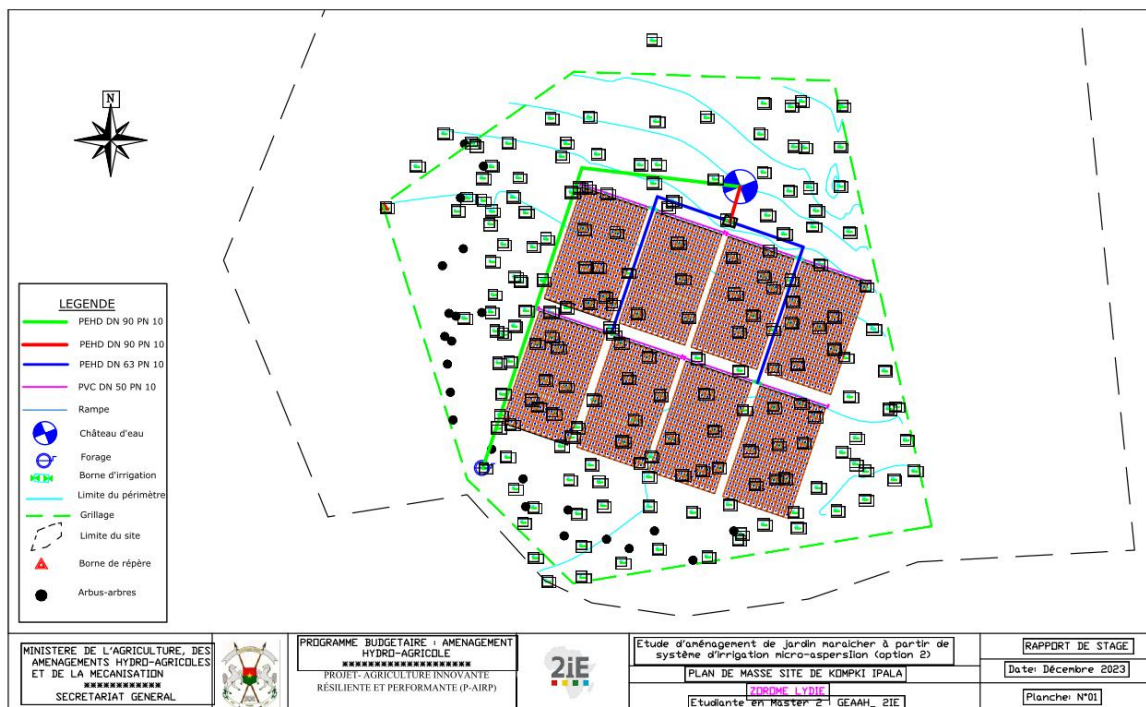 N
LEGENDE
PEHD DN 90 PN 10
PEHD DN 90 PN 10
PEHD DN 63 PN 10
PVC DN 50 PN 10
Rampe
Château d'eau
Forage
Borne d'irrigation
Limite du périmètre
Grillage
Limite du site
Borne de répère
Arbus-arbres
MINISTERE DE L'AGRICULTURE, DES
AMENAGEMENTS HYDRO-AGRICOLES
ET DE LA MECANISATION
************
SECRETARIAT GENERAL
PROGRAMME BUDGETAIRE : AMENAGEMENT
HYDRO-AGRICOLE
********************
PROJET- AGRICULTURE INNOVANTE
RÉSILIENTE ET PERFORMANTE (P-AIRP)
2iE
Etude d'aménagement de jardin maraicher à partir de
système d'irrigation micro-aspersion (option 2)
PLAN DE MASSE SITE DE KOMPKI IPALA
ZOROME LYDIE
Etudiante en Master 2 GEAAH_ 2IE
RAPPORT DE STAGE
Date: Décembre 2023
Planche: N°01